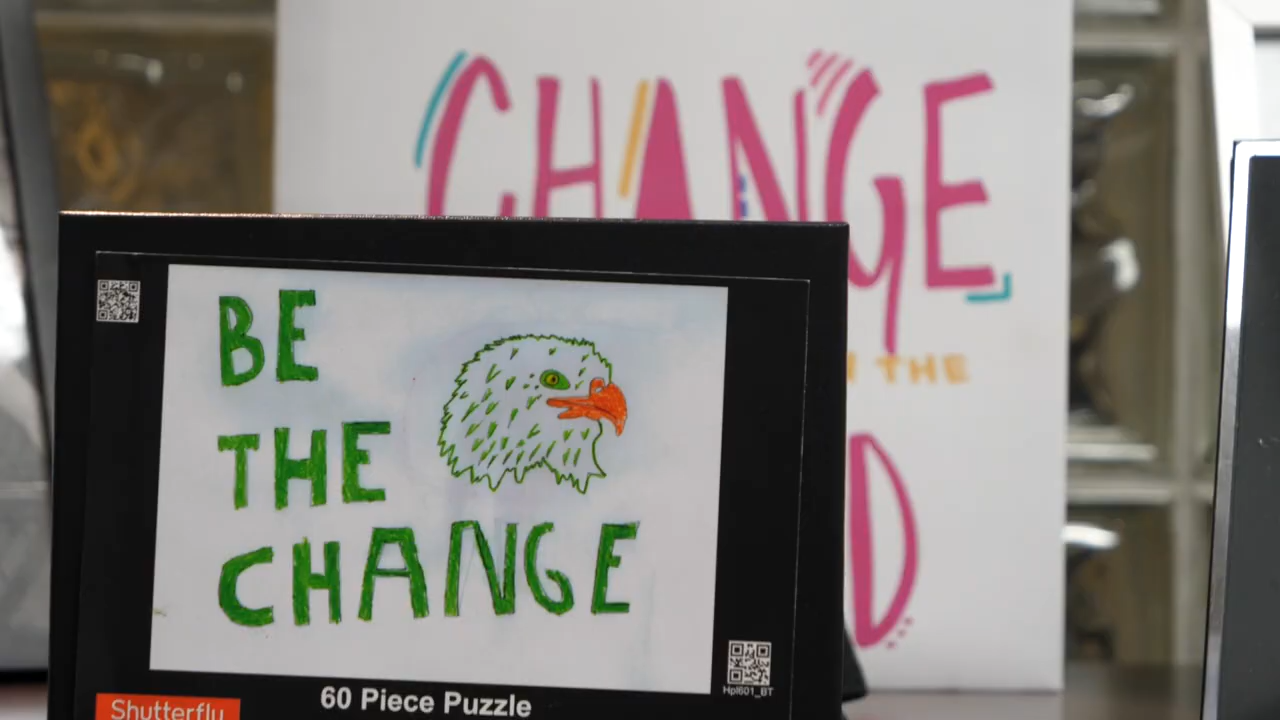 CHANGE
THE
D
BE
THE
CHANGE
Hpl601_BT
60 Piece Puzzle
Shutterfly